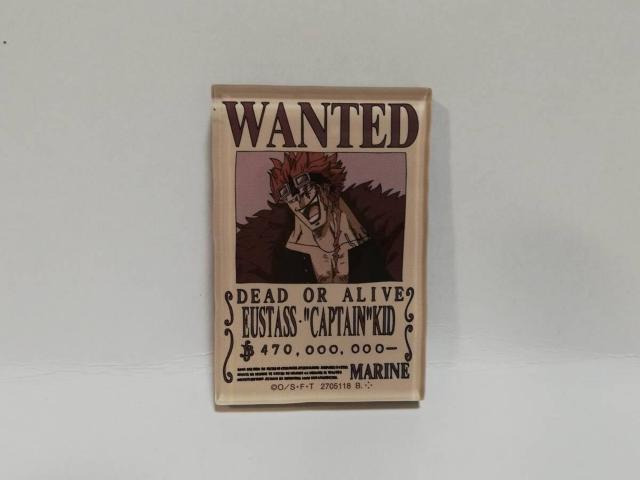 WANTED
DEAD OR ALIVE
EUSTASS·"CAPTAIN"KID
฿470,000,000—
MARINE
©O/S·F·T 2705118 B.